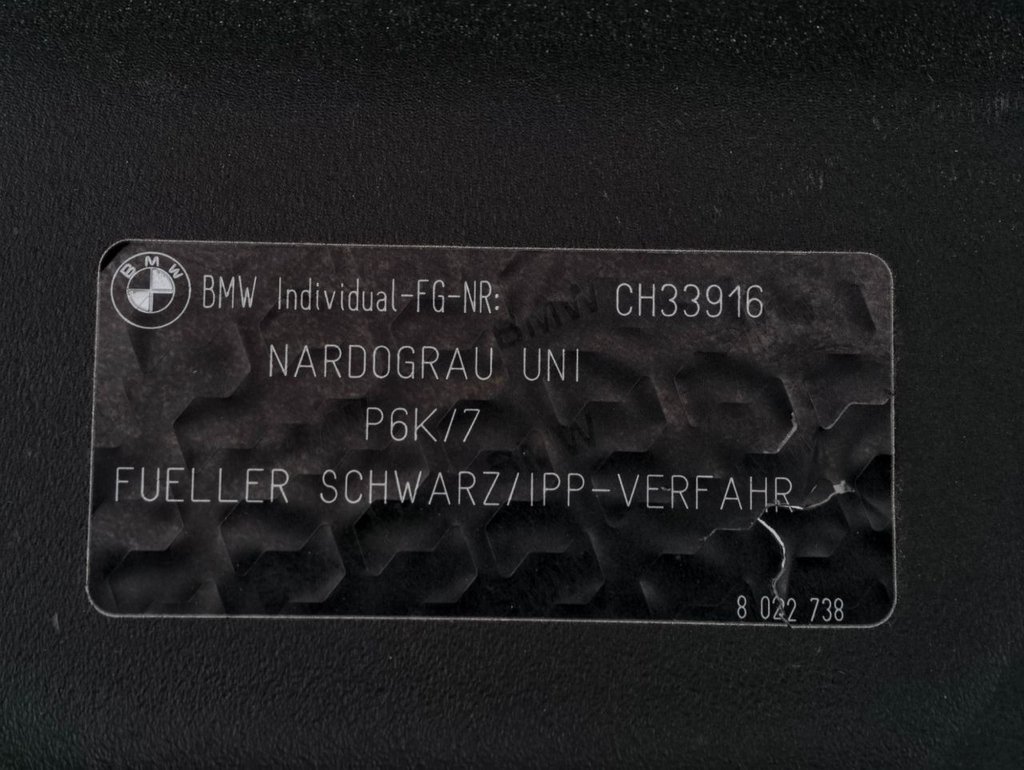 BMW
BMW Individual-FG-NR: CH33916
NARDOGRAU UNI
P6K/7
FUELLER SCHWARZ/IPP-VERFAHR
8 022 738